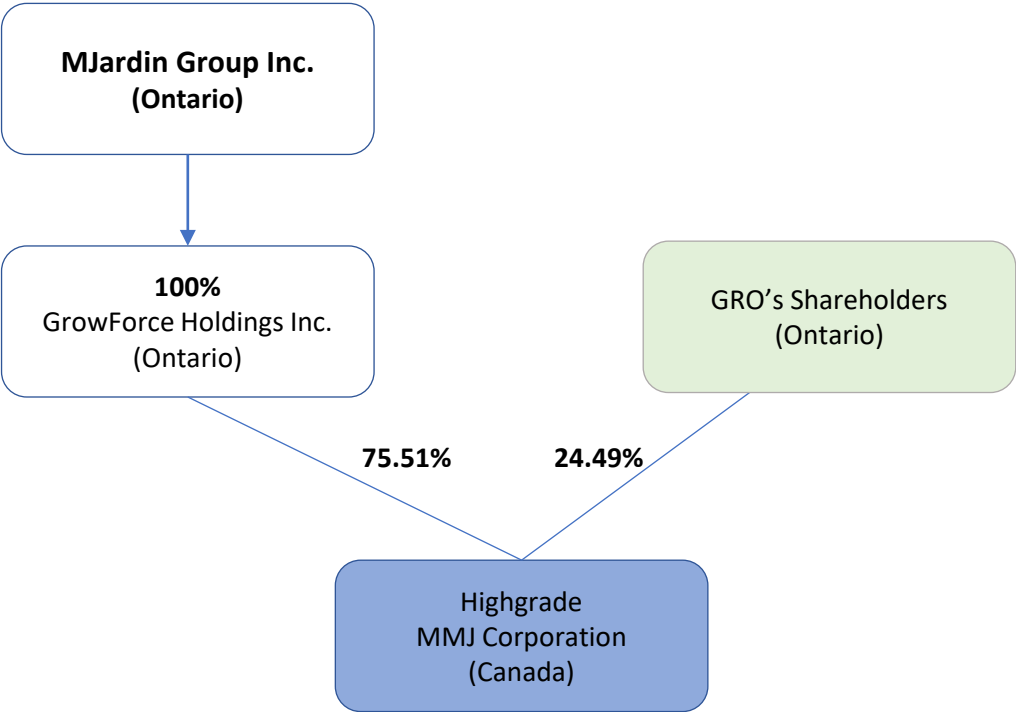 MJardin Group Inc.
(Ontario)
100%
GrowForce Holdings Inc.
(Ontario)
GRO’s Shareholders
(Ontario)
75.51%
24.49%
Highgrade
MMJ Corporation
(Canada)